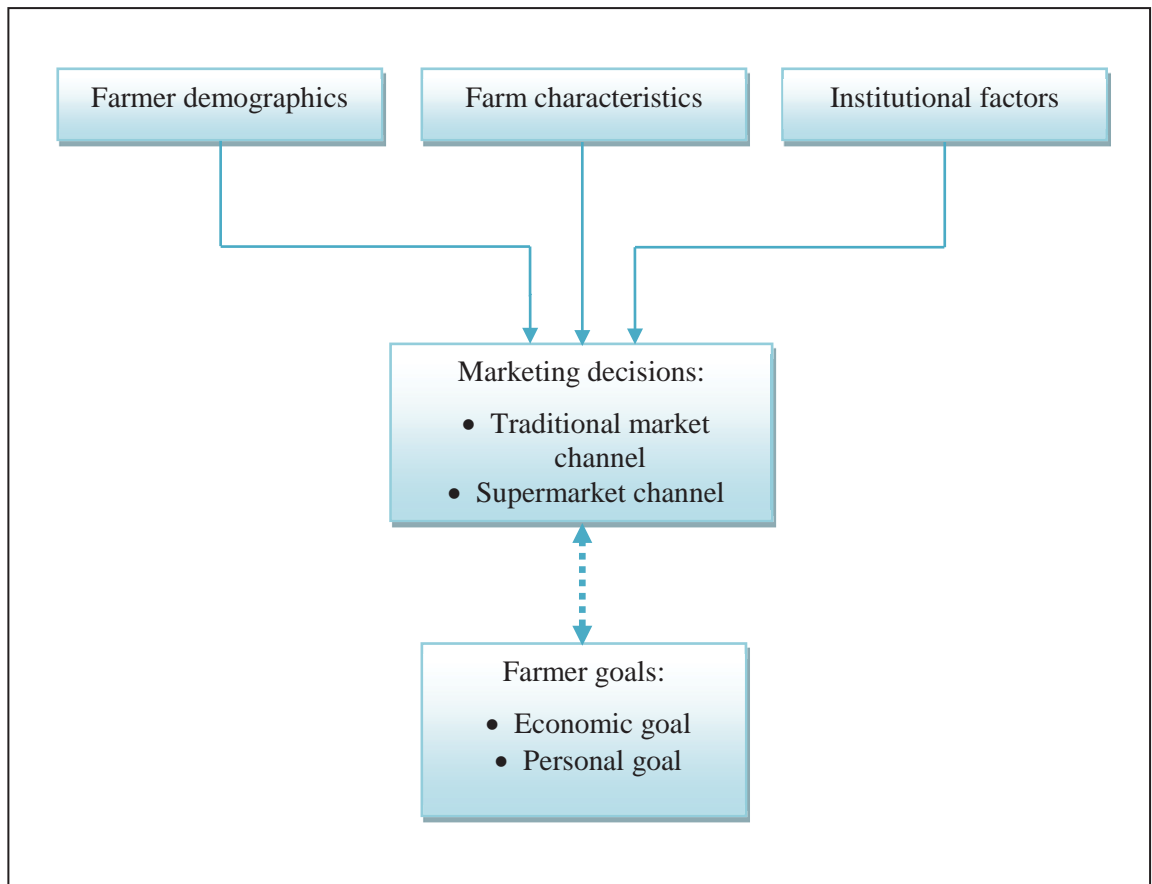 Farmer demographics
Farm characteristics
Institutional factors
Marketing decisions:
• Traditional market
channel
• Supermarket channel
Farmer goals:
• Economic goal
• Personal goal